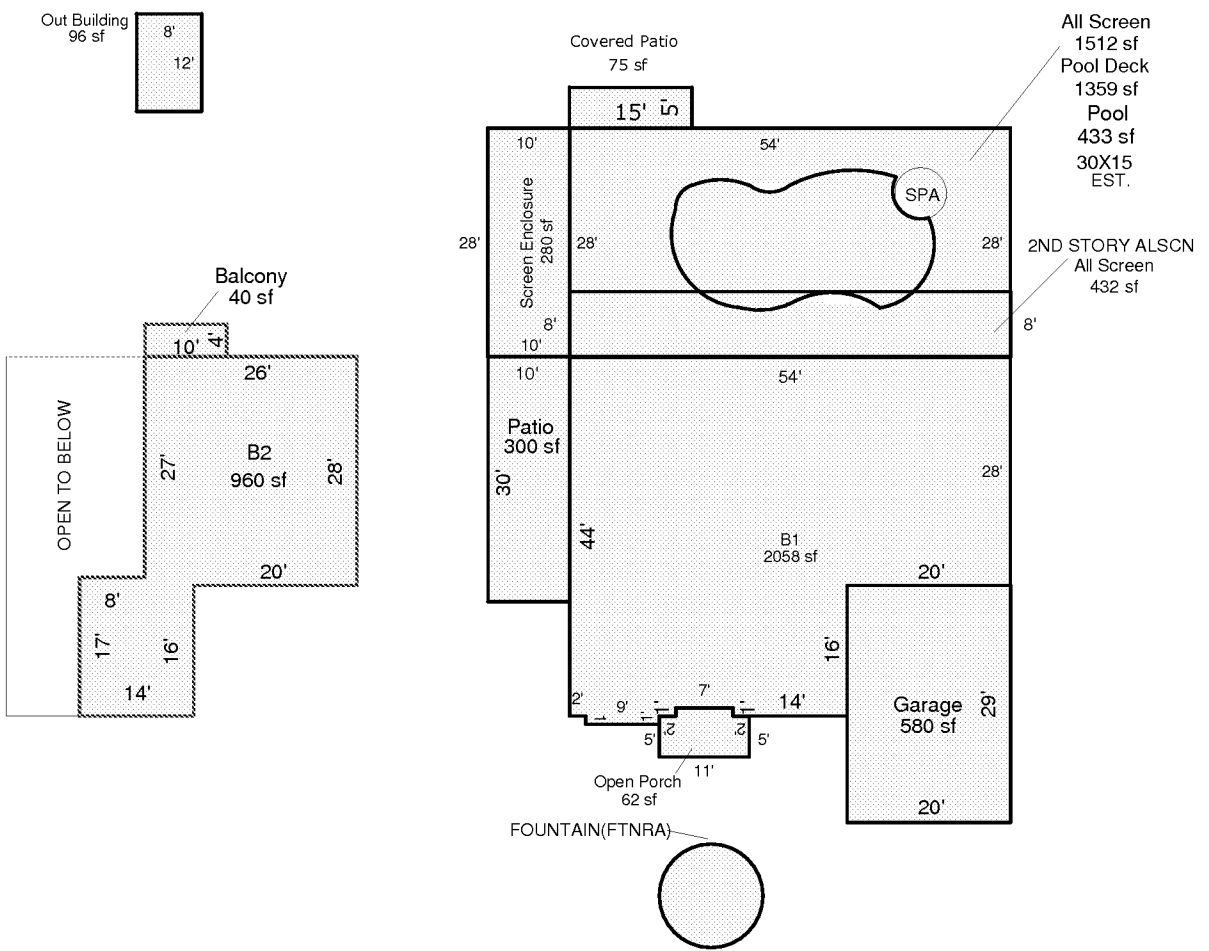 Out Building
96 sf
8'
12'
Covered Patio
75 sf
15'
5'
All Screen
1512 sf
Pool Deck
1359 sf
Pool
433 sf
30X15
EST.
10'
54'
SPA
Screen Enclosure
280 sf
28'
28'
28'
2ND STORY ALSCN
All Screen
432 sf
8'
8'
10'
Balcony
40 sf
10'
4'
26'
OPEN TO BELOW
27'
B2
960 sf
28'
20'
8'
17'
16'
14'
10'
54'
Patio
300 sf
30'
28'
44'
B1
2058 sf
20'
16'
2'
9'
1'
1'
1'
7'
1'
2'
2'
14'
5'
5'
11'
Garage
580 sf
29'
20'
Open Porch
62 sf
FOUNTAIN(FTNRA)